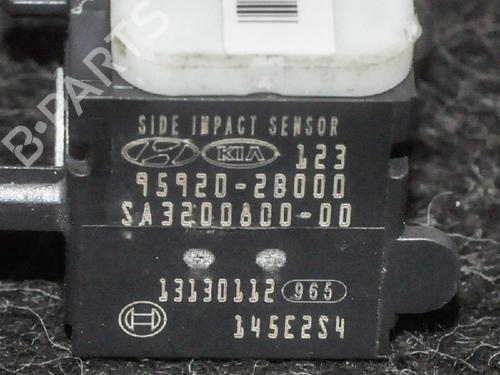 B-PARTS
SIDE IMPACT SENSOR
KIA 123
95920-2B000
SA3200800-00
13130112 965
145E2S4